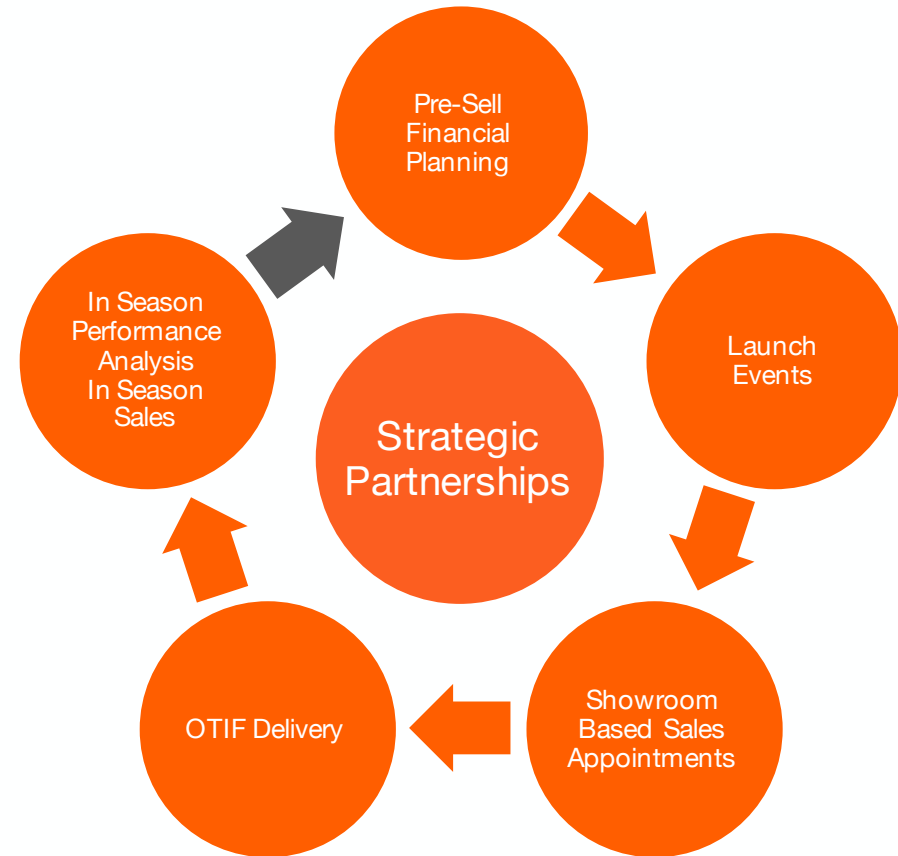 Pre-Sell
Financial
Planning
Launch
Events
Showroom
Based Sales
Appointments
OTIF Delivery
In Season
Performance
Analysis
In Season
Sales
Strategic
Partnerships